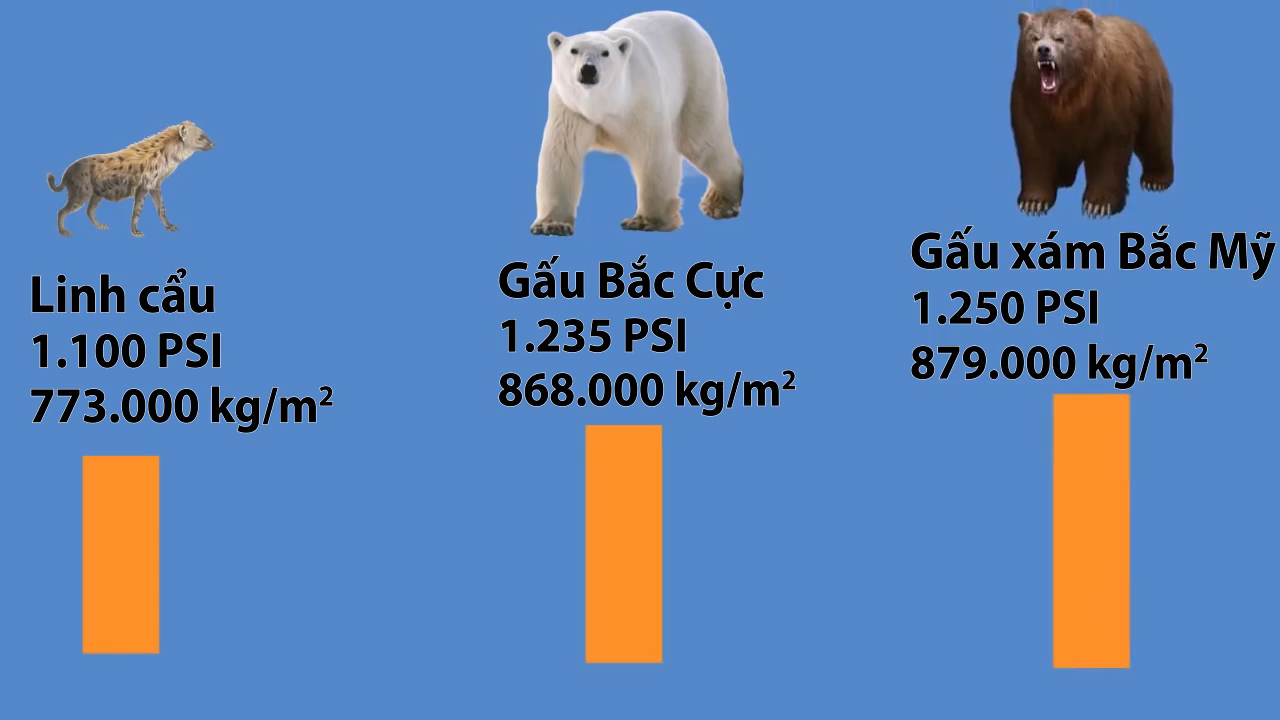 Linh cẩu
1.100 PSI
773.000 kg/m²
Gấu Bắc Cực
1.235 PSI
868.000 kg/m²
Gấu xám Bắc Mỹ
1.250 PSI
879.000 kg/m²